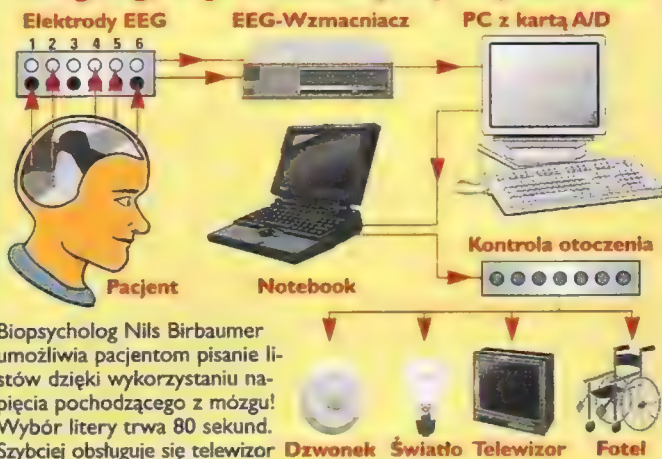 Elektrody EEG
EEG-Wzmacniacz
PC z kartą A/D
1 2 3 4 5 6
Pacjent
Notebook
Kontrola otoczenia
Biopsycholog Nils Birbaumer
umożliwia pacjentom pisanie li-
stów dzięki wykorzystaniu na-
pięcia pochodzącego z mózgu!
Wybór litery trwa 80 sekund.
Szybciej obsługuje się telewizor
Dzwonek Światło Telewizor Fotel